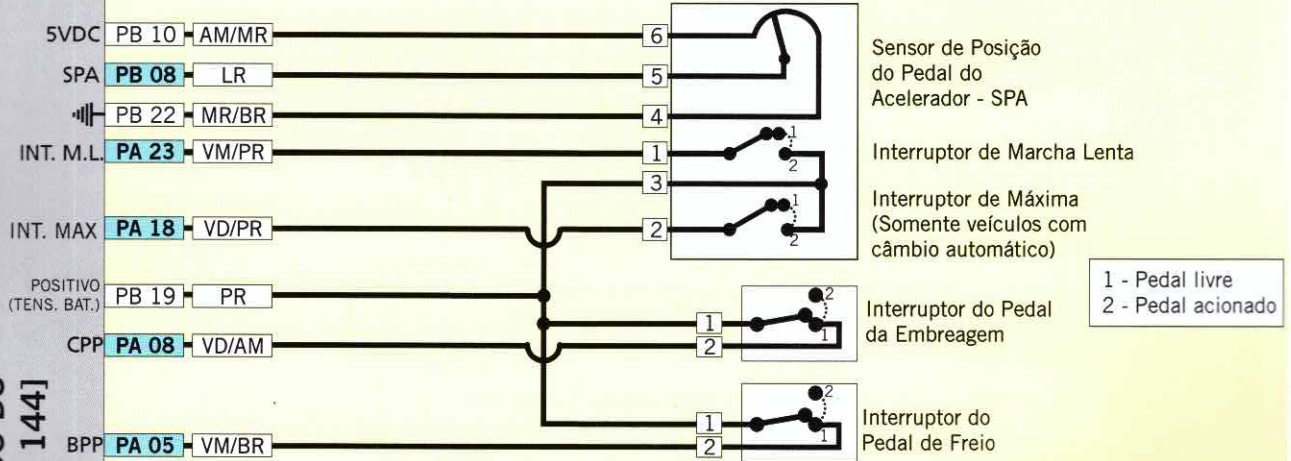 5VDC PB 10 AM/MR 6
SPA PB 08 LR 5
PB 22 MR/BR 4
INT. M.L. PA 23 VM/PR 1
3
INT. MAX PA 18 VD/PR 2
POSITIVO
(TENS. BAT.) PB 19 PR
CPP PA 08 VD/AM
BPP PA 05 VM/BR
144]
1
2
1
2
Sensor de Posição
do Pedal do
Acelerador - SPA
Interruptor de Marcha Lenta
Interruptor de Máxima
(Somente veículos com
câmbio automático)
1 2
2 1
Interruptor do Pedal
da Embreagem
1 2
2 1
Interruptor do
Pedal de Freio
1 - Pedal livre
2 - Pedal acionado